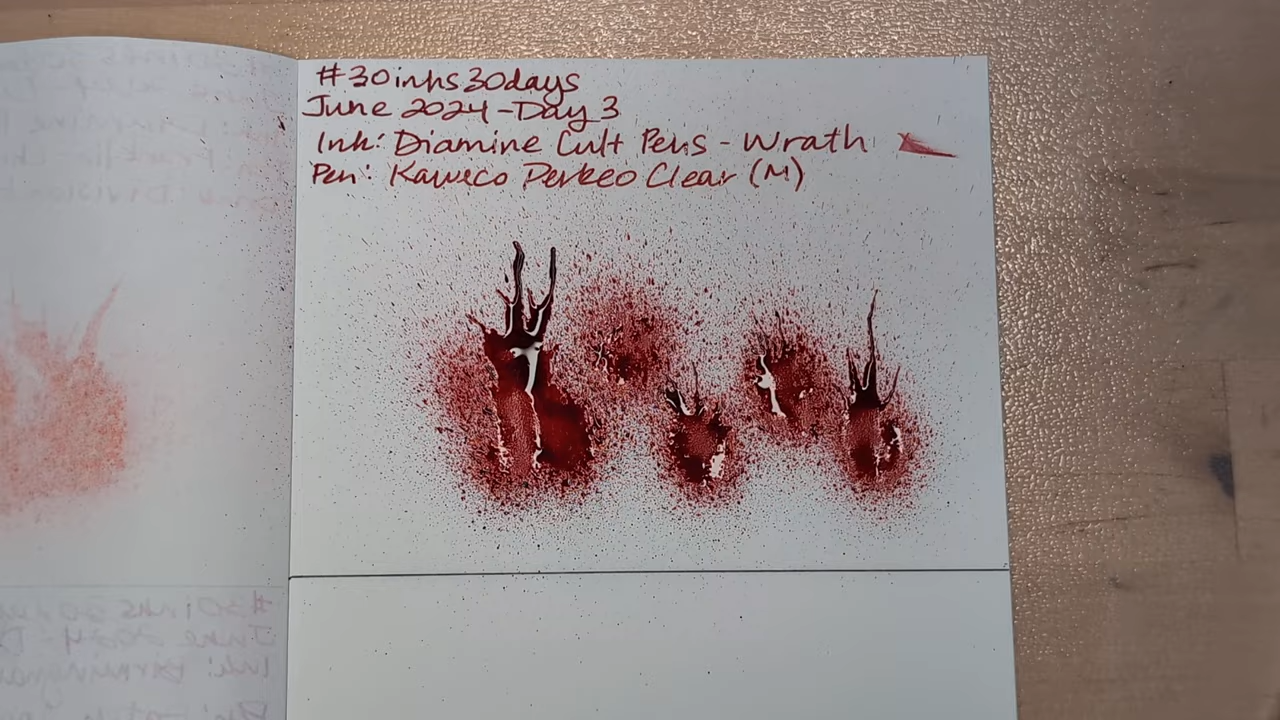 #30inks30days
June 2024 - Day 3
Ink: Diamine Cult Pens - Wrath
Pen: Kaweco Perkeo Clear (M)